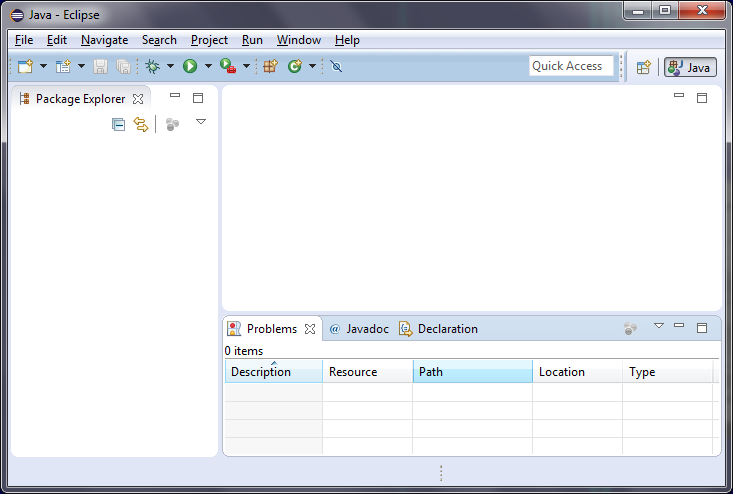 Java - Eclipse
File Edit Navigate Search Project Run Window Help
Quick Access Java
Package Explorer
Problems @ Javadoc Declaration
0 items
Description Resource Path Location Type